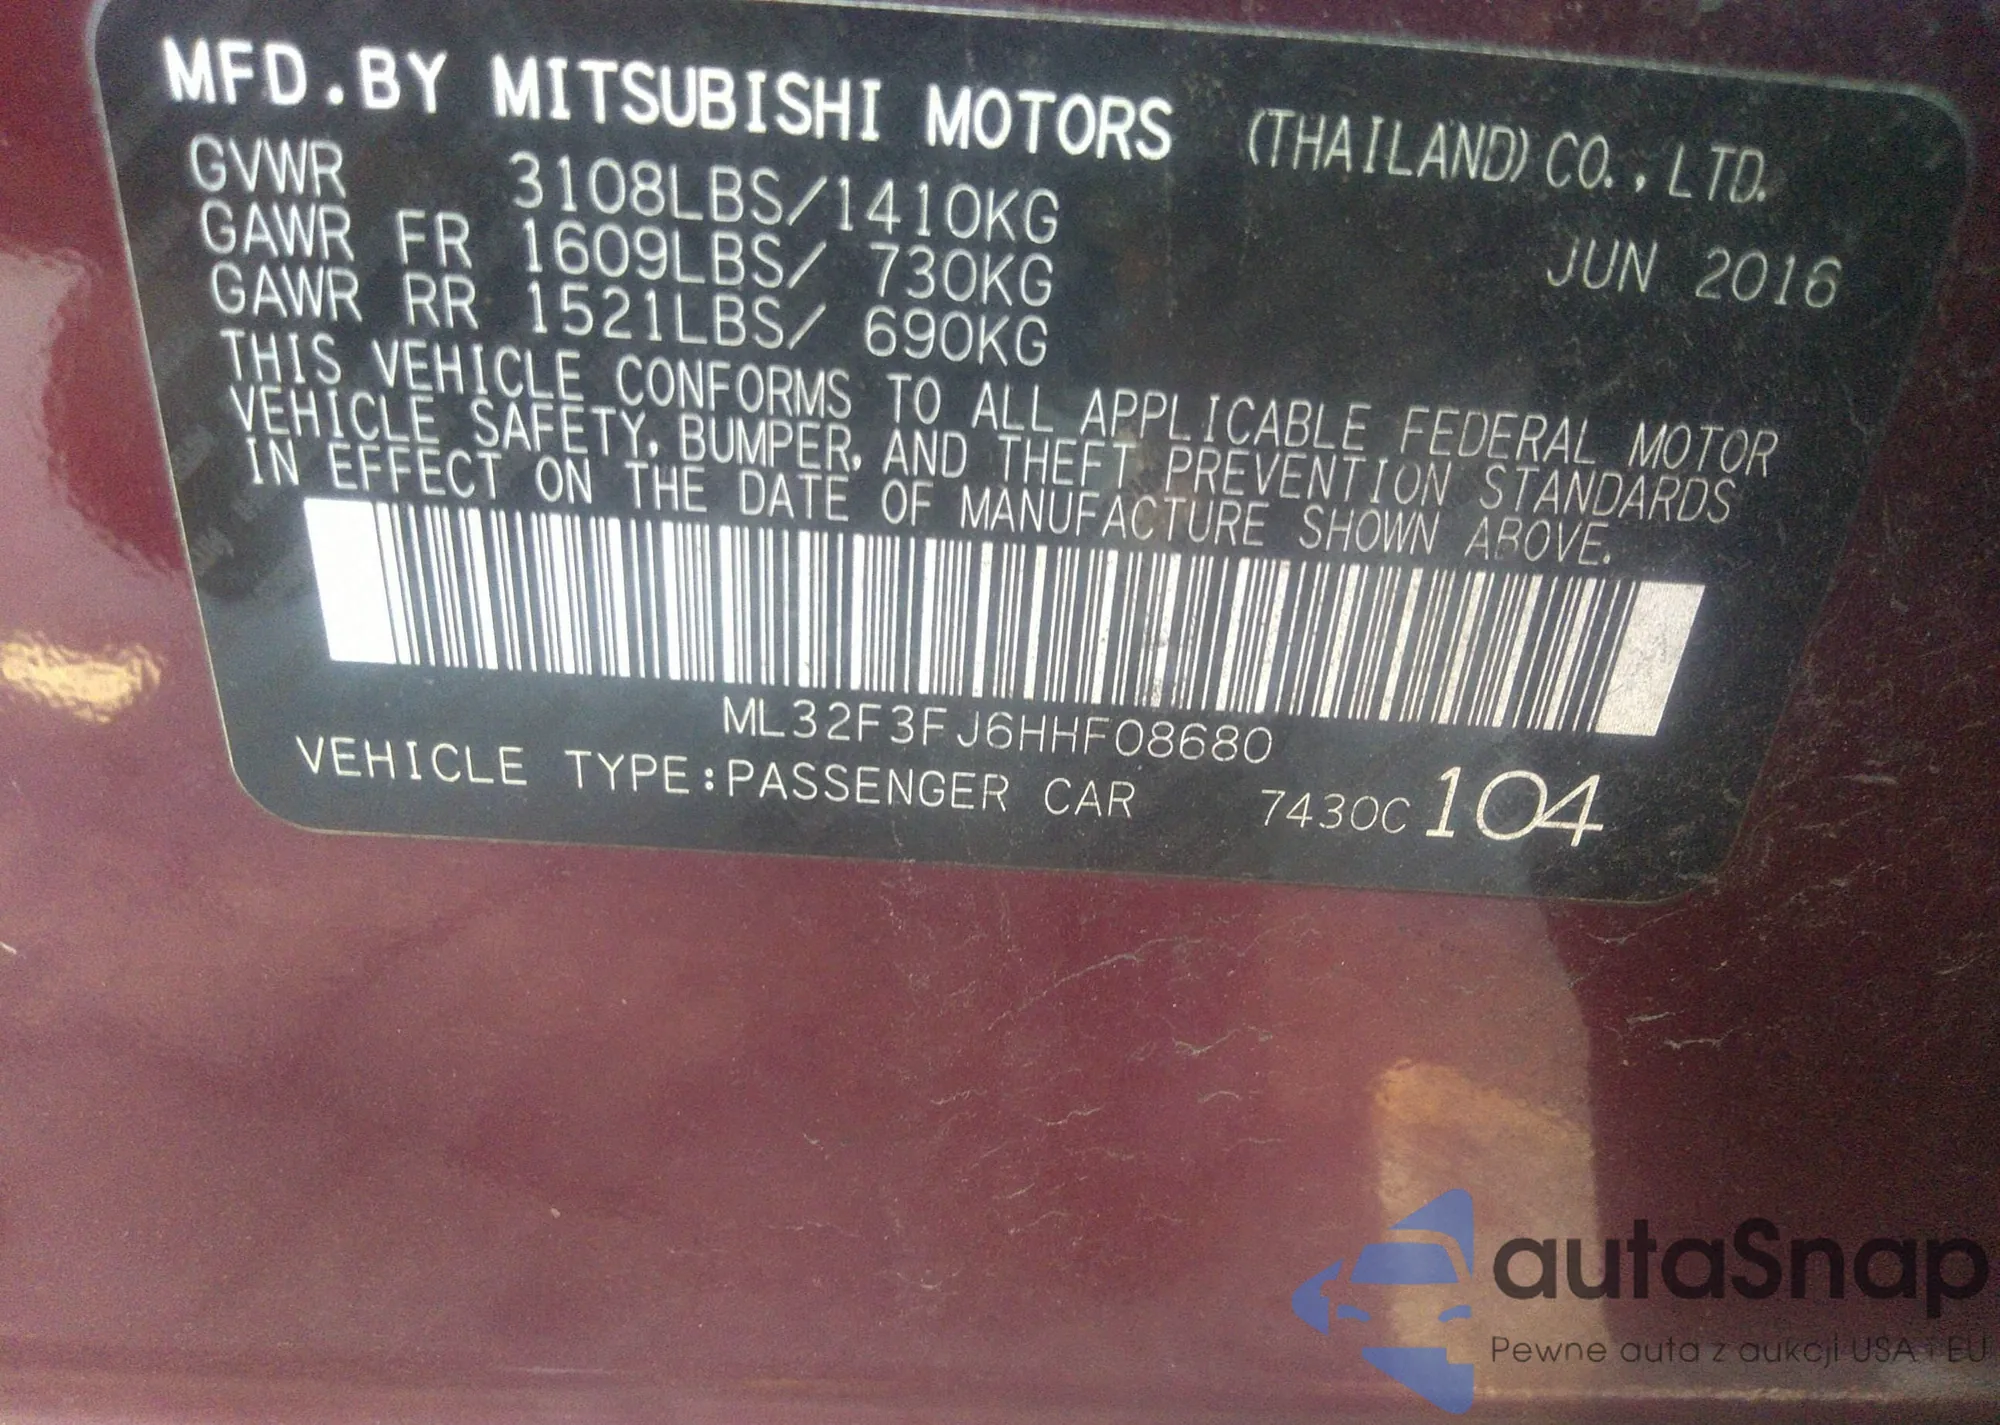 MFD.BY MITSUBISHI MOTORS (THAILAND) CO.,LTD.
GVWR 3108LBS/1410KG
JUN 2016
GAWR FR 1609LBS/ 730KG
GAWR RR 1521LBS/ 690KG
THIS VEHICLE CONFORMS TO ALL APPLICABLE FEDERAL MOTOR
VEHICLE SAFETY, BUMPER, AND THEFT PREVENTION STANDARDS
IN EFFECT ON THE DATE OF MANUFACTURE SHOWN ABOVE.
ML32F3FJ6HHF08680
VEHICLE TYPE:PASSENGER CAR 7430C 104
autaSnap
Pewne auta z aukcji USA i EU